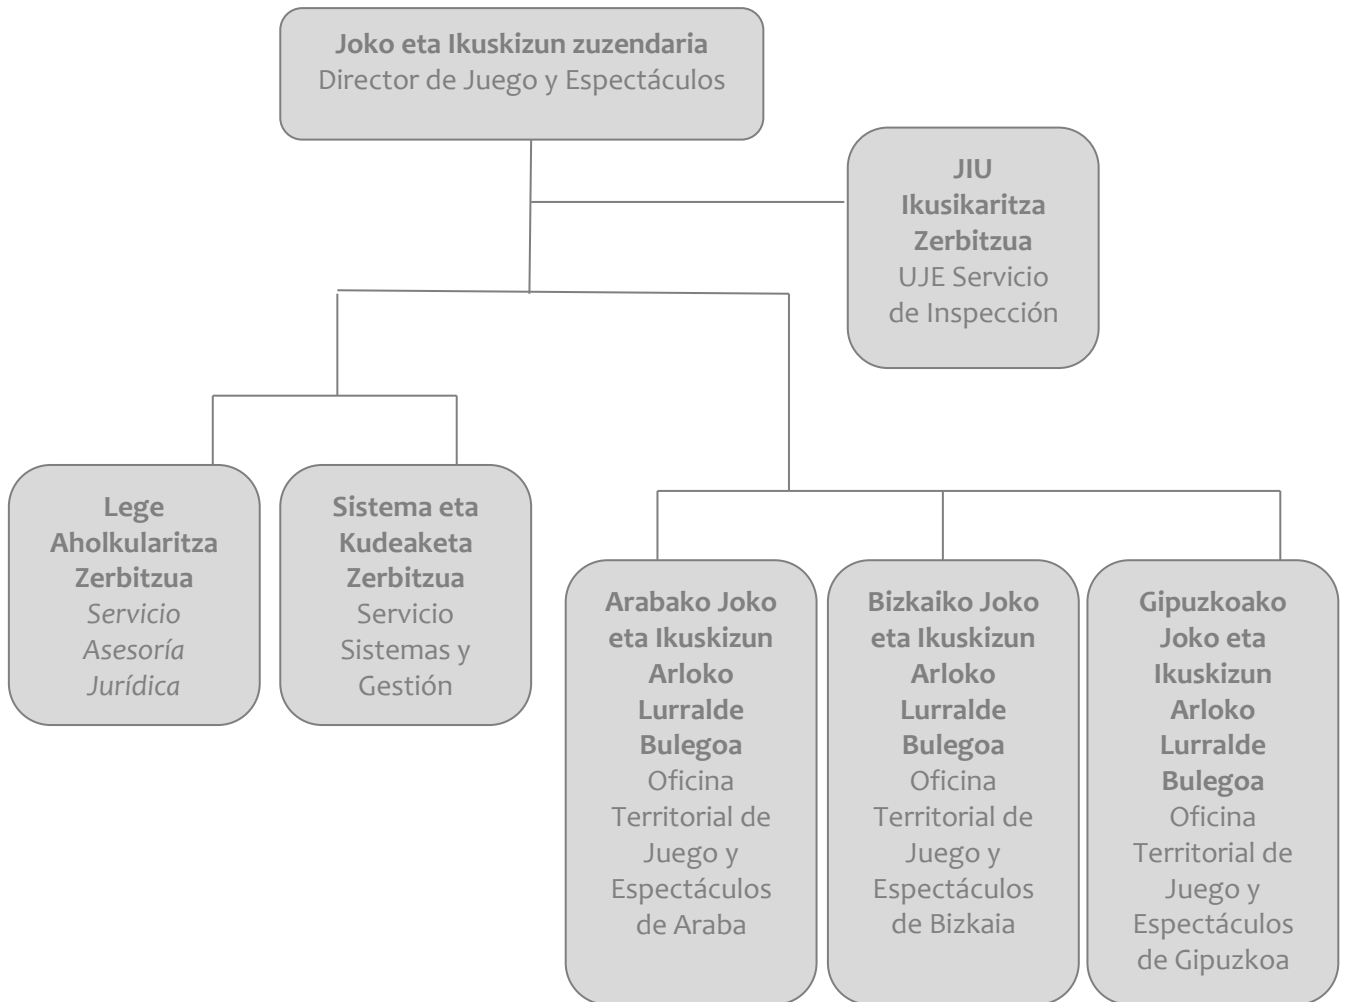 Joko eta Ikuskizun zuzendaria
Director de Juego y Espectáculos
JIU
Ikusikaritza
Zerbitzua
UJE Servicio
de Inspección
Lege
Aholkularitza
Zerbitzua
Servicio
Asesoría
Jurídica
Sistema eta
Kudeaketa
Zerbitzua
Servicio
Sistemas y
Gestión
Arabako Joko
eta Ikuskizun
Arloko
Lurralde
Bulegoa
Oficina
Territorial de
Juego y
Espectáculos
de Araba
Bizkaiko Joko
eta Ikuskizun
Arloko
Lurralde
Bulegoa
Oficina
Territorial de
Juego y
Espectáculos
de Bizkaia
Gipuzkoako
Joko eta
Ikuskizun
Arloko
Lurralde
Bulegoa
Oficina
Territorial de
Juego y
Espectáculos
de Gipuzkoa